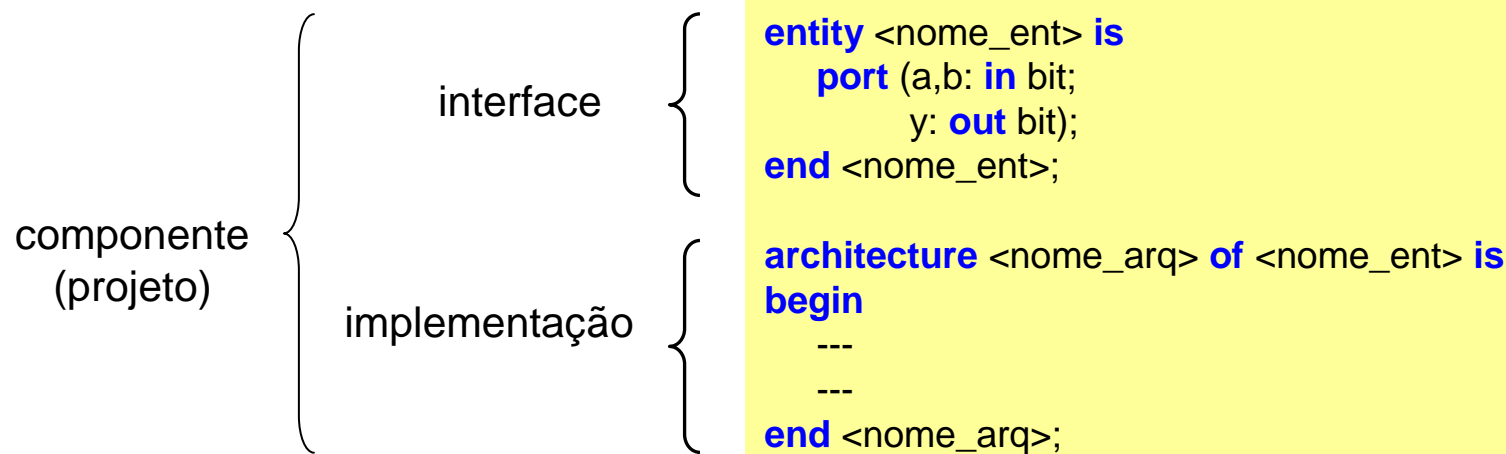 componente
(projeto)
interface
implementação
entity <nome_ent> is
port (a,b: in bit;
y: out bit);
end <nome_ent>;
architecture <nome_arq> of <nome_ent> is
begin
---
---
end <nome_arq>;